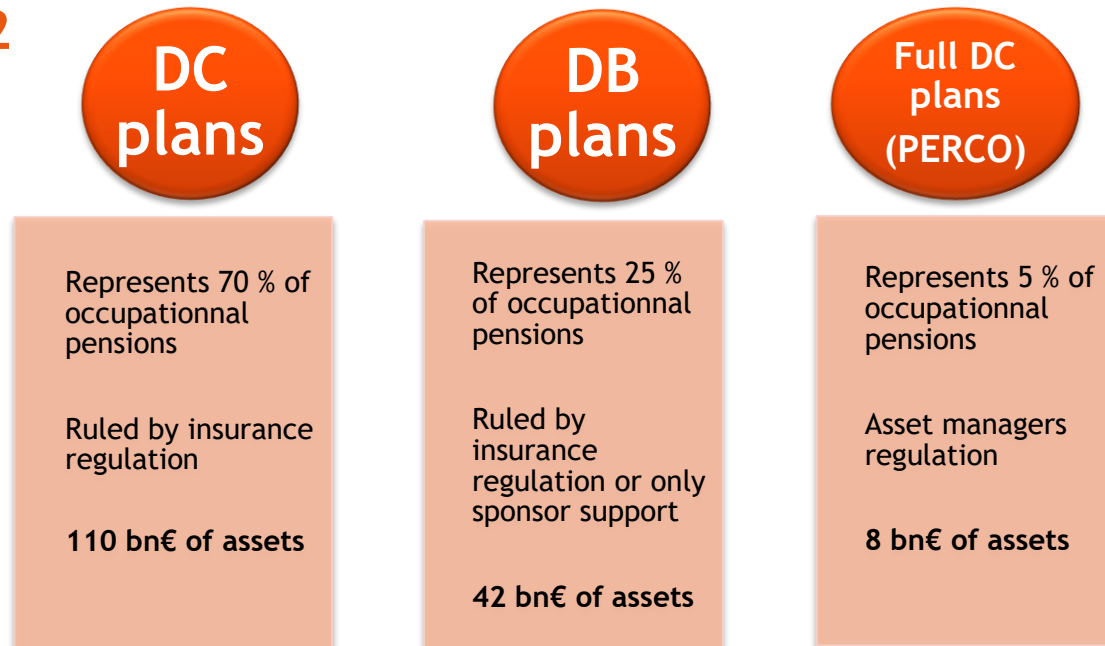 2
DC
plans
Represents 70 % of
occupationnal
pensions
Ruled by insurance
regulation
110 bn€ of assets
DB
plans
Represents 25 %
of occupationnal
pensions
Ruled by
insurance
regulation or only
sponsor support
42 bn€ of assets
Full DC
plans
(PERCO)
Represents 5 % of
occupationnal
pensions
Asset managers
regulation
8 bn€ of assets